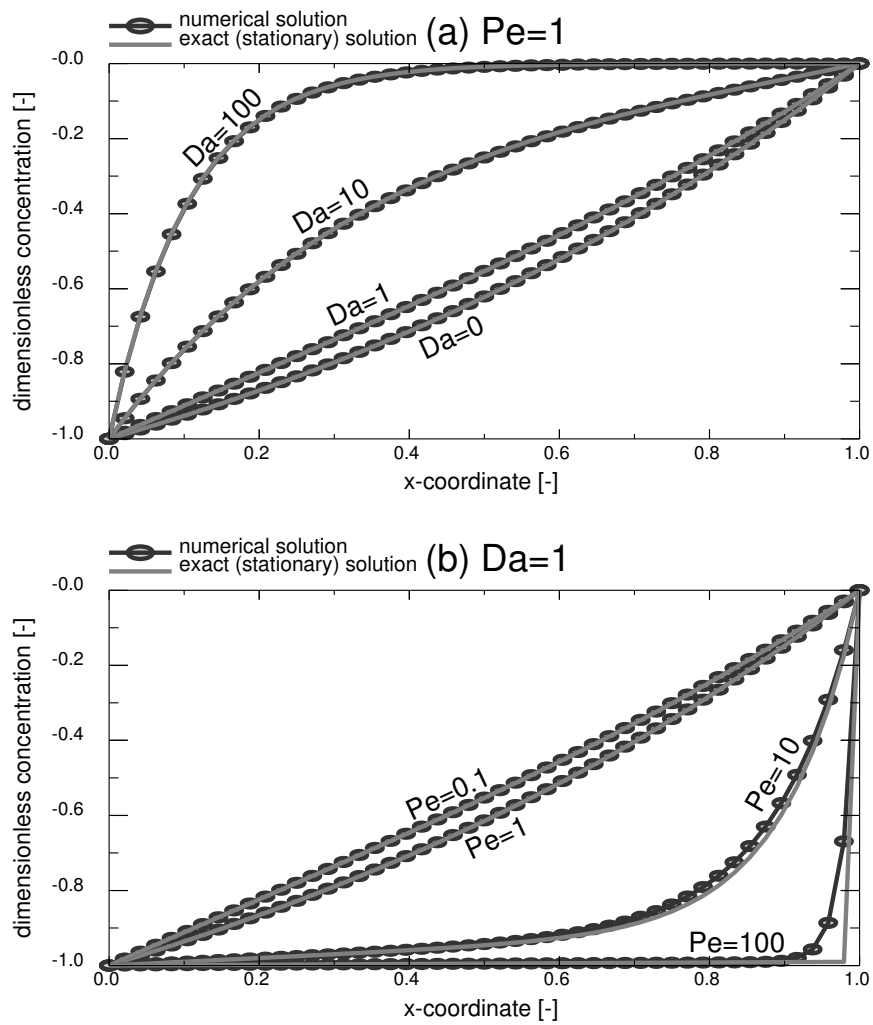 numerical solution
exact (stationary) solution
(a) Pe=1
-0.0
-0.2
-0.4
-0.6
-0.8
-1.0
dimensionless concentration [-]
Da=100
Da=10
Da=1
Da=0
0.0 0.2 0.4 0.6 0.8 1.0
x-coordinate [-]
numerical solution
exact (stationary) solution
(b) Da=1
-0.0
-0.2
-0.4
-0.6
-0.8
-1.0
dimensionless concentration [-]
Pe=0.1
Pe=1
Pe=10
Pe=100
0.0 0.2 0.4 0.6 0.8 1.0
x-coordinate [-]